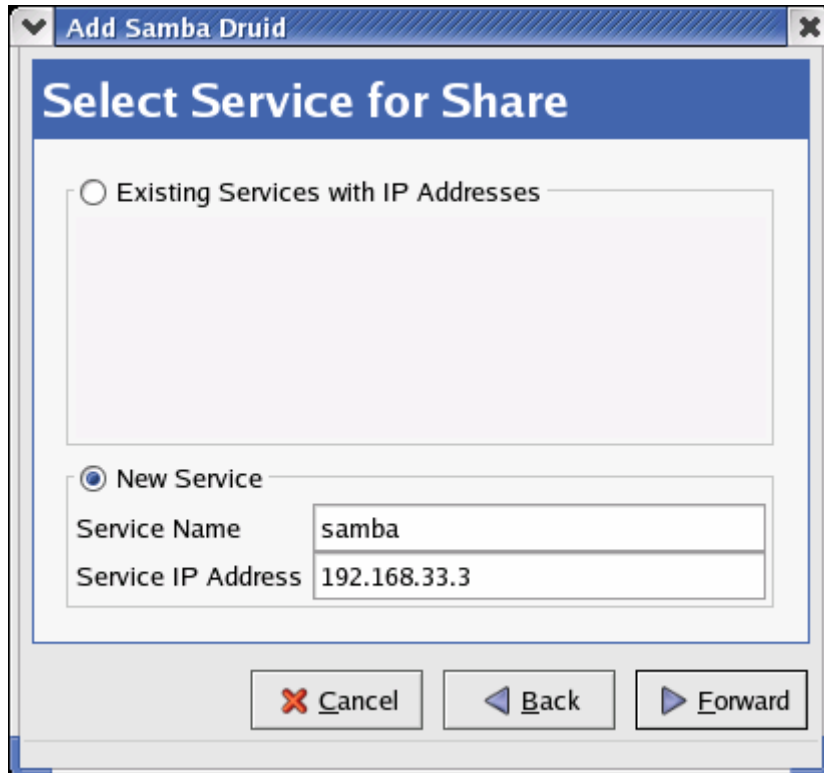 Add Samba Druid
Select Service for Share
Existing Services with IP Addresses
New Service
Service Name samba
Service IP Address 192.168.33.3
Cancel Back Forward